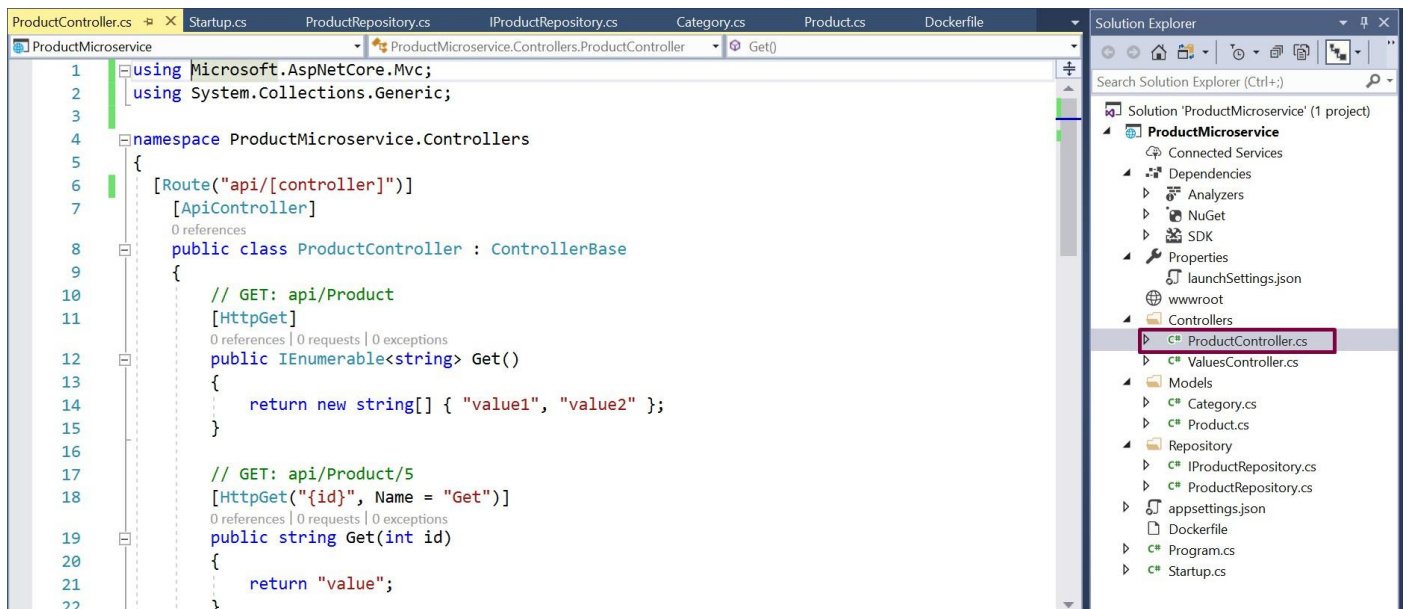 ProductController.cs Startup.cs ProductRepository.cs IProductRepository.cs Category.cs Product.cs Dockerfile
ProductMicroservice ProductMicroservice.Controllers.ProductController Get()
1 using Microsoft.AspNetCore.Mvc;
2 using System.Collections.Generic;
3
4 namespace ProductMicroservice.Controllers
5 {
6 [Route("api/[controller]")]
7 [ApiController]
0 references
8 public class ProductController : ControllerBase
9 {
10 // GET: api/Product
11 [HttpGet]
0 references | 0 requests | 0 exceptions
12 public IEnumerable<string> Get()
13 {
14 return new string[] { "value1", "value2" };
15 }
16
17 // GET: api/Product/5
18 [HttpGet("{id}", Name = "Get")]
0 references | 0 requests | 0 exceptions
19 public string Get(int id)
20 {
21 return "value";
22 }
Solution Explorer
Search Solution Explorer (Ctrl+;)
Solution 'ProductMicroservice' (1 project)
ProductMicroservice
Connected Services
Dependencies
Analyzers
NuGet
SDK
Properties
launchSettings.json
wwwroot
Controllers
C# ProductController.cs
C# ValuesController.cs
Models
C# Category.cs
C# Product.cs
Repository
C# IProductRepository.cs
C# ProductRepository.cs
appsettings.json
Dockerfile
C# Program.cs
C# Startup.cs